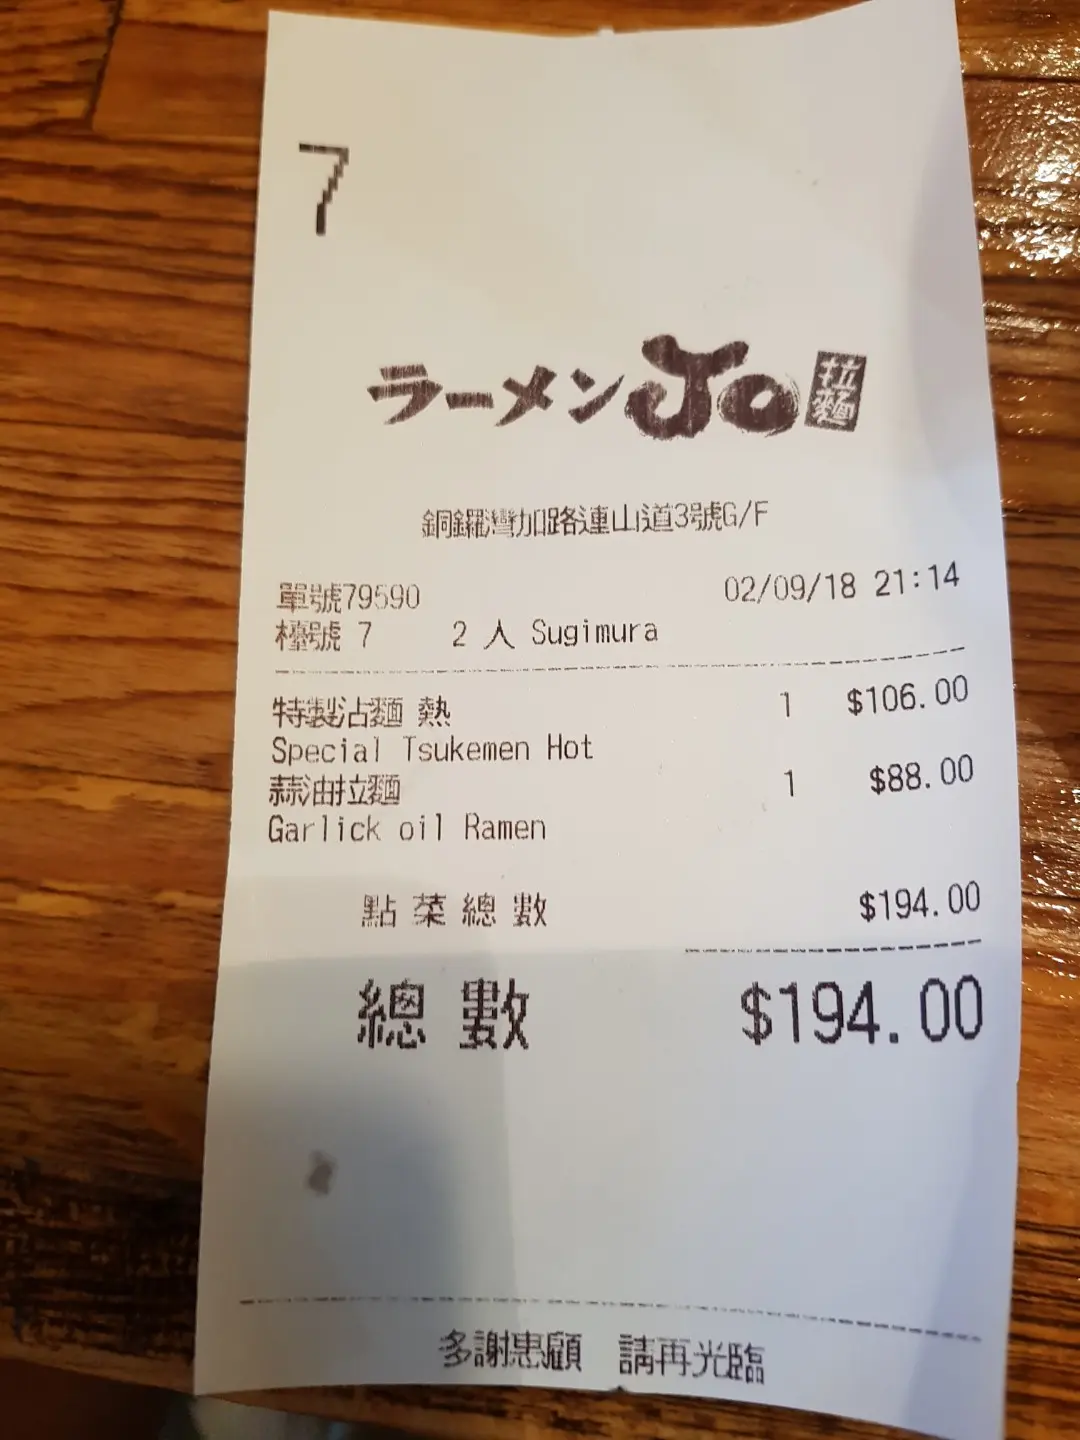 7
ラーメン JO 拉麵
銅鑼灣加路連山道3號G/F
單號79590 02/09/18 21:14
檯號 7 2 人 Sugimura
特製沾麵 熱 1 $106.00
Special Tsukemen Hot
蒜油拉麵 1 $88.00
Garlick oil Ramen
點菜總數 $194.00
總數 $194.00
多謝惠顧 請再光臨